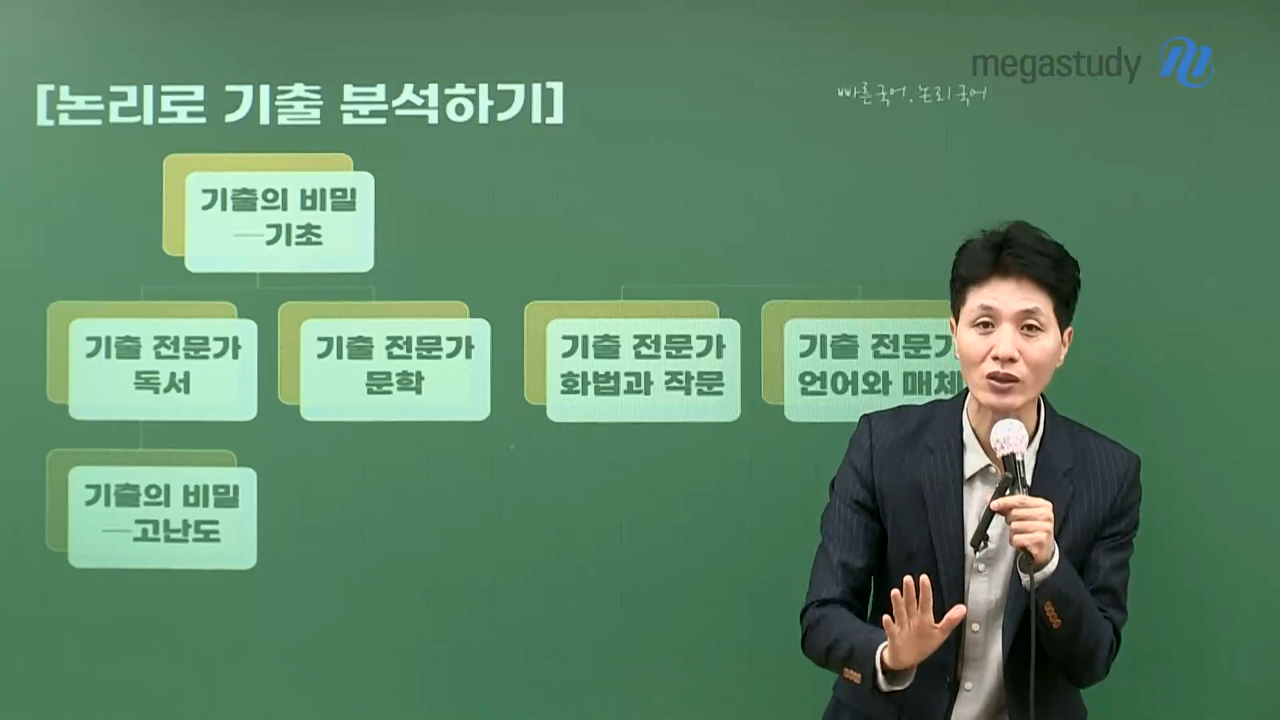 megastudy
[논리로 기출 분석하기]
빠른국어.논리국어
기출의 비밀
—기초
기출 전문가
독서
기출 전문가
문학
기출 전문가
화법과 작문
기출 전문가
언어와 매체
기출의 비밀
—고난도